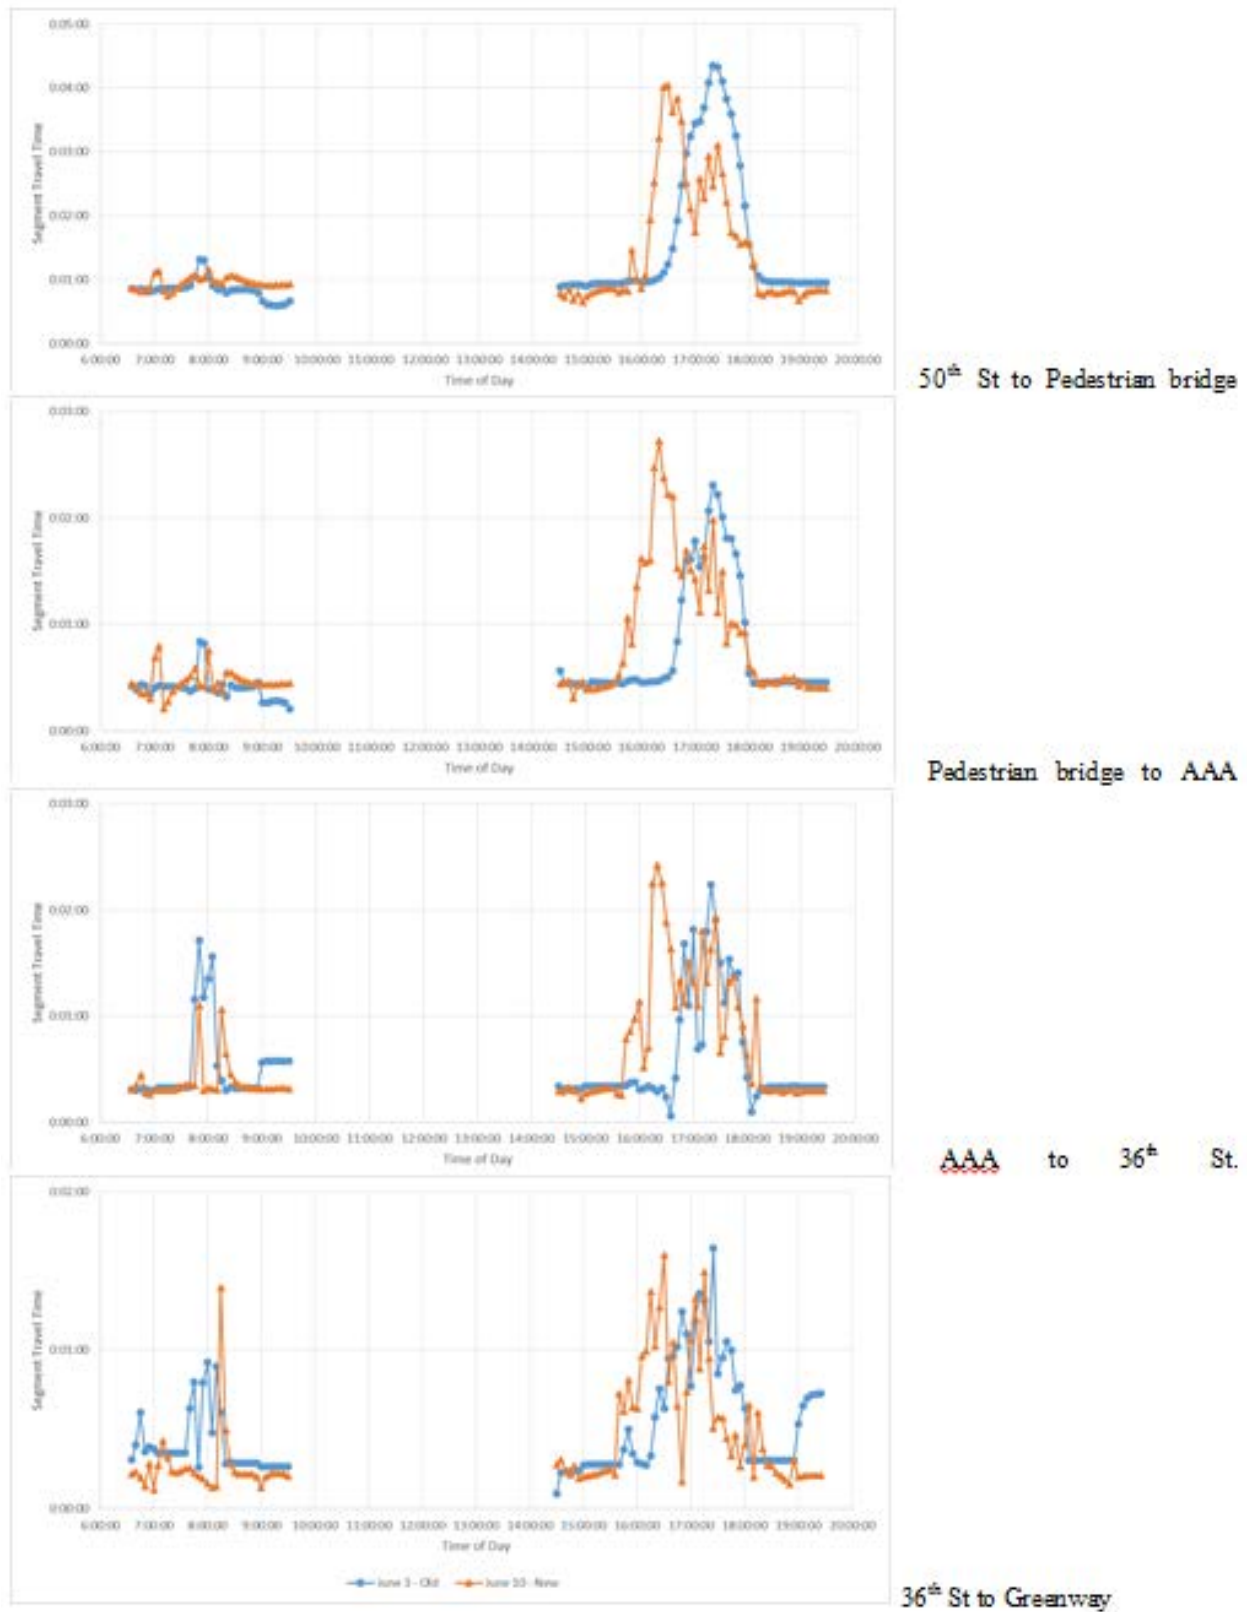 0:05:00
0:04:00
0:03:00
0:02:00
0:01:00
0:00:00
Segment Travel Time
6:00:00 7:00:00 8:00:00 9:00:00 10:00:00 11:00:00 12:00:00 13:00:00 14:00:00 15:00:00 16:00:00 17:00:00 18:00:00 19:00:00 20:00:00
Time of Day
50th St to Pedestrian bridge
0:03:00
0:02:00
0:01:00
0:00:00
Segment Travel Time
6:00:00 7:00:00 8:00:00 9:00:00 10:00:00 11:00:00 12:00:00 13:00:00 14:00:00 15:00:00 16:00:00 17:00:00 18:00:00 19:00:00 20:00:00
Time of Day
Pedestrian bridge to AAA
0:03:00
0:02:00
0:01:00
0:00:00
Segment Travel Time
6:00:00 7:00:00 8:00:00 9:00:00 10:00:00 11:00:00 12:00:00 13:00:00 14:00:00 15:00:00 16:00:00 17:00:00 18:00:00 19:00:00 20:00:00
Time of Day
AAA to 36th St.
0:02:00
0:01:00
0:00:00
Segment Travel Time
6:00:00 7:00:00 8:00:00 9:00:00 10:00:00 11:00:00 12:00:00 13:00:00 14:00:00 15:00:00 16:00:00 17:00:00 18:00:00 19:00:00 20:00:00
Time of Day
June 3 - Old June 10 - New
36th St to Greenway